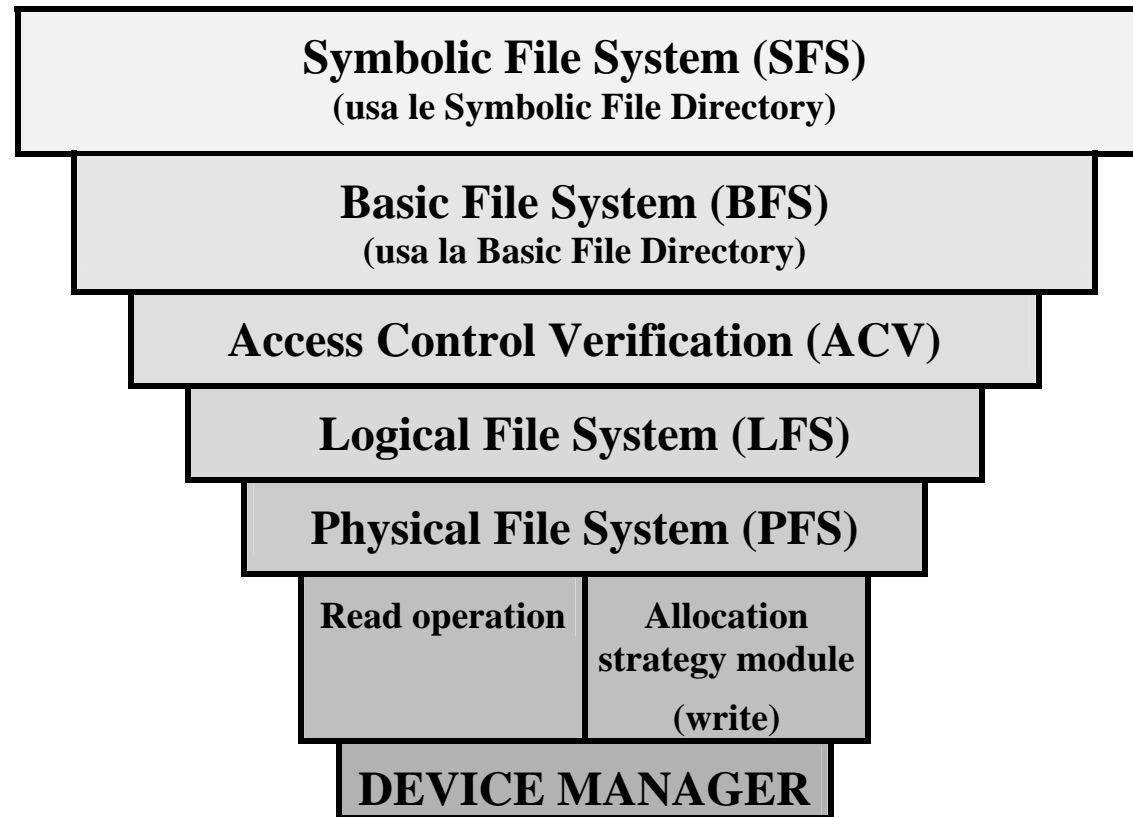 Symbolic File System (SFS)
(usa le Symbolic File Directory)
Basic File System (BFS)
(usa la Basic File Directory)
Access Control Verification (ACV)
Logical File System (LFS)
Physical File System (PFS)
Read operation
Allocation
strategy module
(write)
DEVICE MANAGER